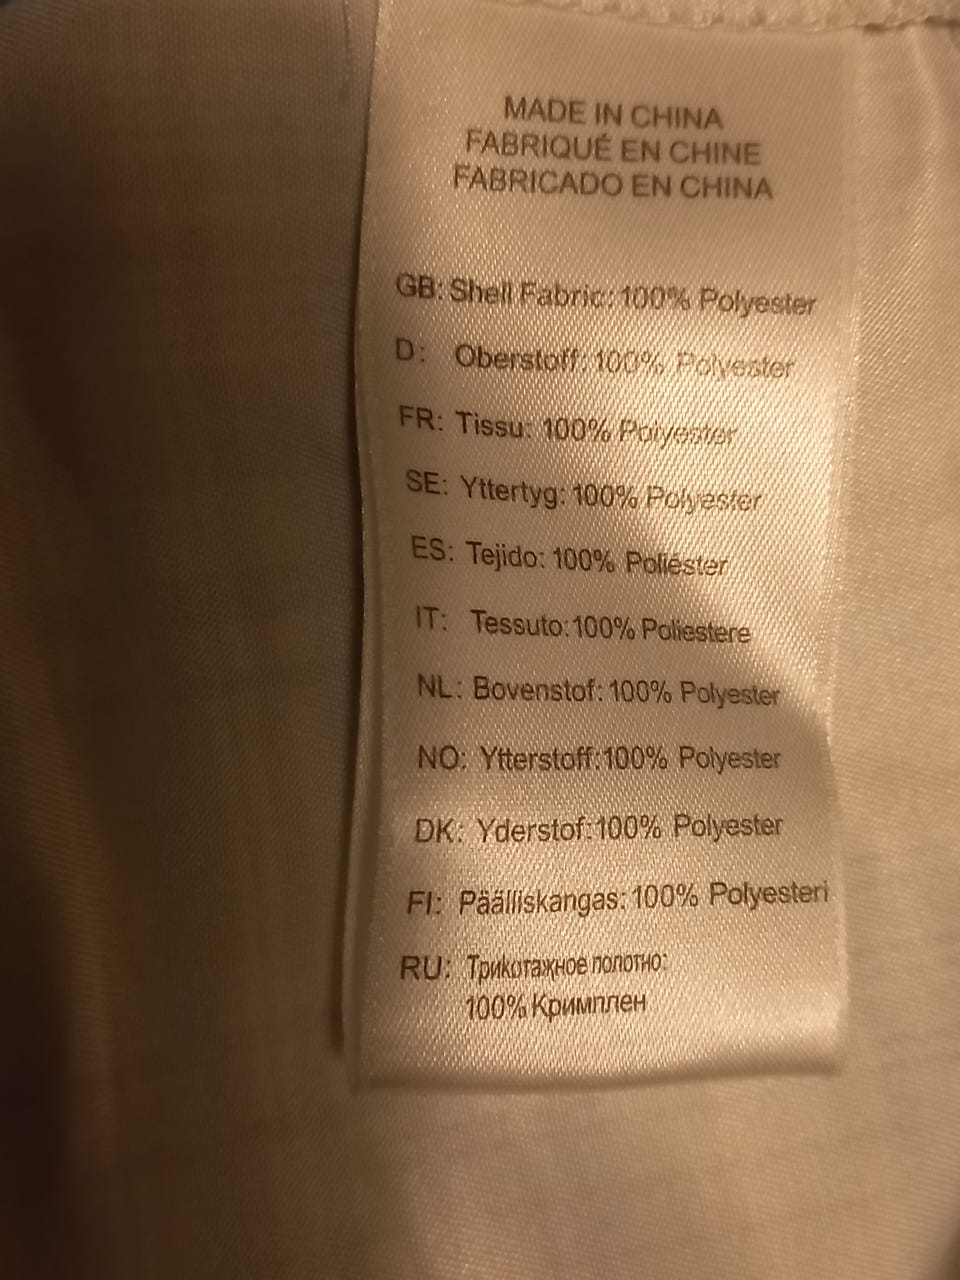 MADE IN CHINA
FABRIQUÉ EN CHINE
FABRICADO EN CHINA
GB: Shell Fabric: 100% Polyester
D: Oberstoff: 100% Polyester
FR: Tissu: 100% Polyester
SE: Yttertyg: 100% Polyester
ES: Tejido: 100% Poliéster
IT: Tessuto: 100% Poliestere
NL: Bovenstof: 100% Polyester
NO: Ytterstoff: 100% Polyester
DK: Yderstof: 100% Polyester
FI: Päälliskangas: 100% Polyesteri
RU: Трикотажное полотно:
100% Кримплен